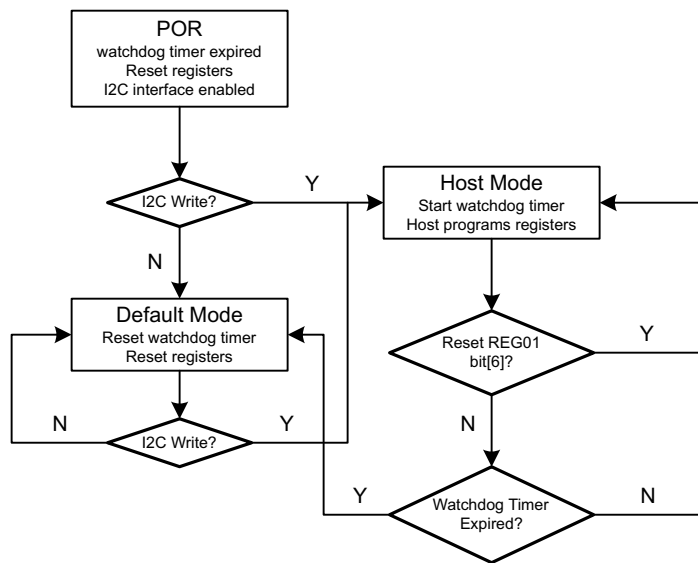 POR
watchdog timer expired
Reset registers
I2C interface enabled
I2C Write?
Y
N
Host Mode
Start watchdog timer
Host programs registers
Default Mode
Reset watchdog timer
Reset registers
Reset REG01
bit[6]?
Y
N
I2C Write?
N
Y
Watchdog Timer
Expired?
Y
N